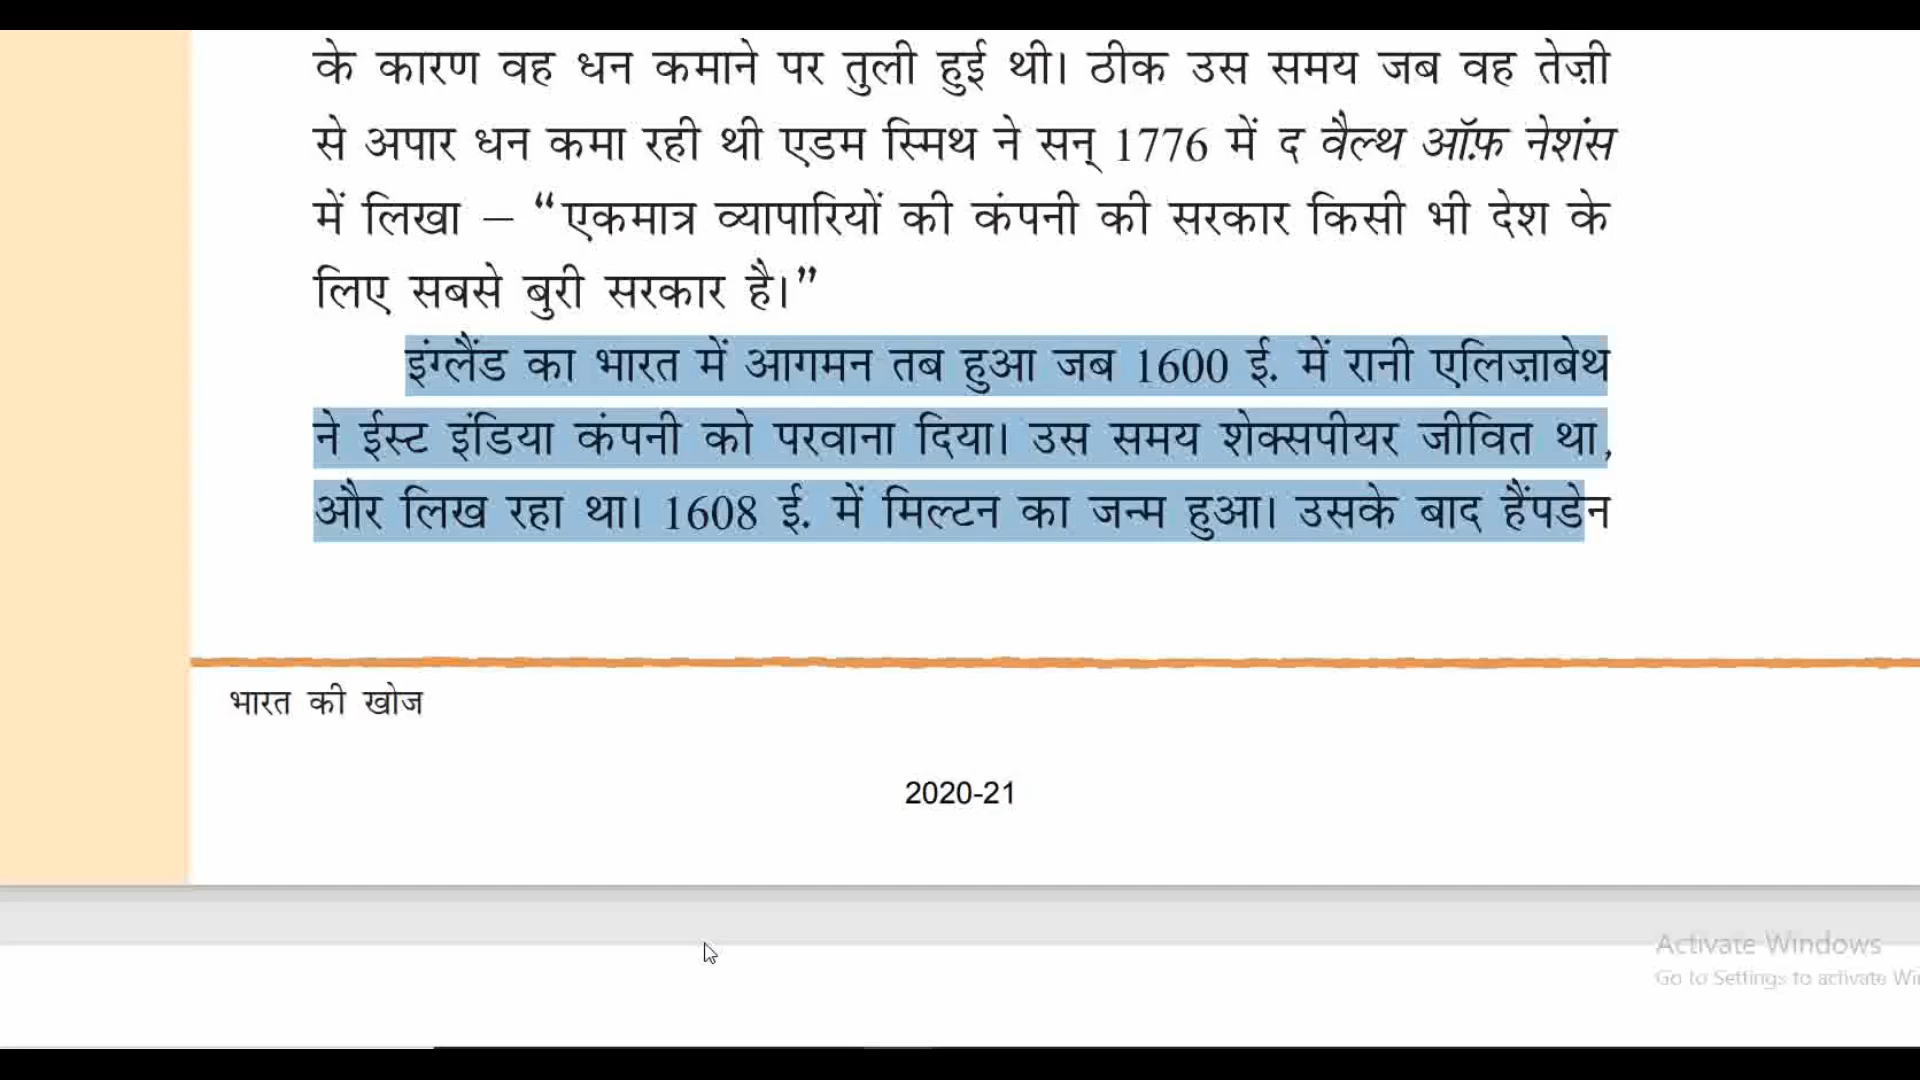 के कारण वह धन कमाने पर तुली हुई थी। ठीक उस समय जब वह तेज़ी
से अपार धन कमा रही थी एडम स्मिथ ने सन् 1776 में द वैल्थ ऑफ़ नेशंस
में लिखा – “एकमात्र व्यापारियों की कंपनी की सरकार किसी भी देश के
लिए सबसे बुरी सरकार है।”
इंग्लैंड का भारत में आगमन तब हुआ जब 1600 ई. में रानी एलिज़ाबेथ
ने ईस्ट इंडिया कंपनी को परवाना दिया। उस समय शेक्सपीयर जीवित था,
और लिख रहा था। 1608 ई. में मिल्टन का जन्म हुआ। उसके बाद हैंपडेन
भारत की खोज
2020-21
Activate Windows
Go to Settings to activate Wi